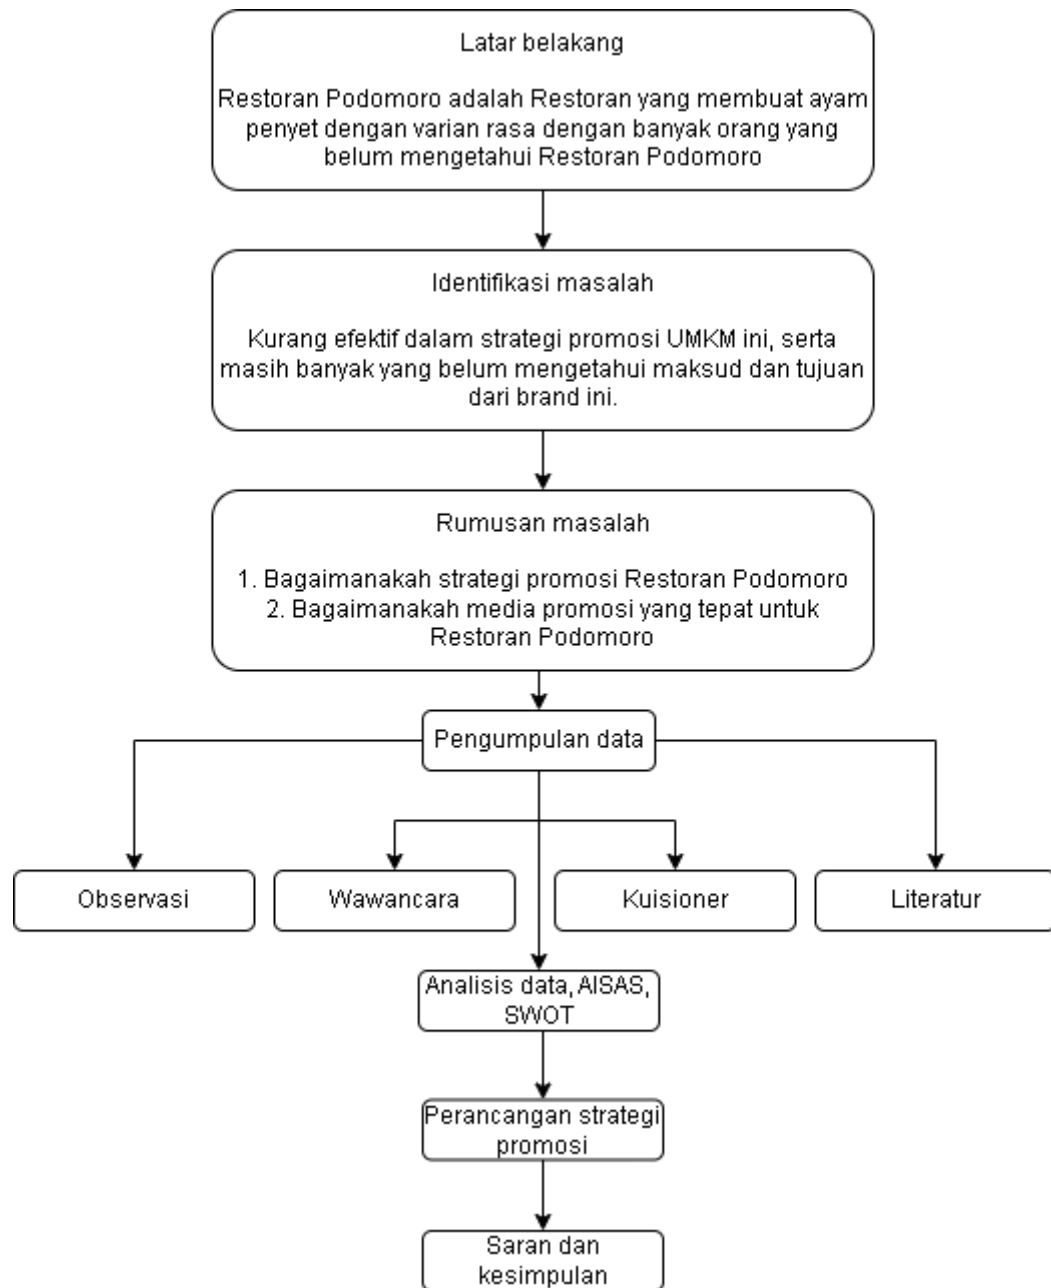 Latar belakang
Restoran Podomoro adalah Restoran yang membuat ayam
penyet dengan varian rasa dengan banyak orang yang
belum mengetahui Restoran Podomoro
Identifikasi masalah
Kurang efektif dalam strategi promosi UMKM ini, serta
masih banyak yang belum mengetahui maksud dan tujuan
dari brand ini.
Rumusan masalah
1. Bagaimanakah strategi promosi Restoran Podomoro
2. Bagaimanakah media promosi yang tepat untuk
Restoran Podomoro
Pengumpulan data
Observasi
Wawancara
Kuisioner
Literatur
Analisis data, AISAS,
SWOT
Perancangan strategi
promosi
Saran dan
kesimpulan